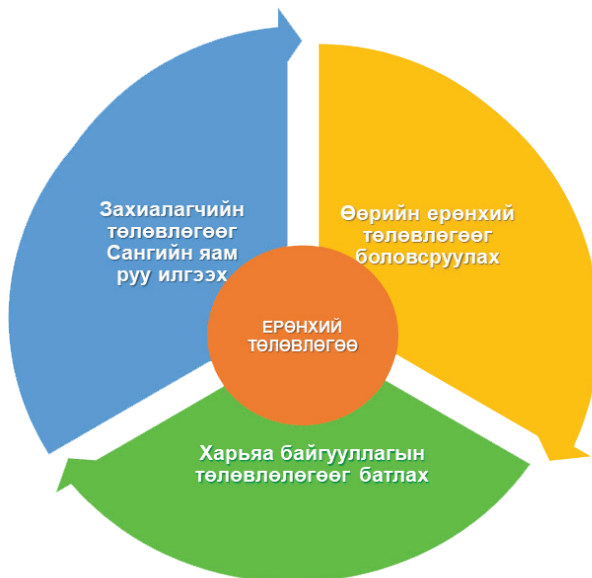 Захиалагчийн
төлөвлөгөөг
Сангийн яам
руу илгээх
Өөрийн ерөнхий
төлөвлөгөөг
боловсруулах
ЕРӨНХИЙ
ТӨЛӨВЛӨГӨӨ
Харьяа байгууллагын
төлөвлөлөгөөг батлах